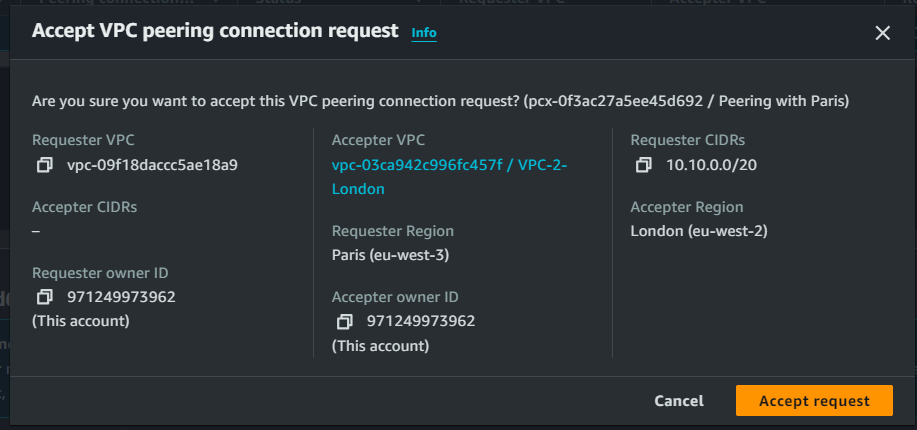 Accept VPC peering connection request Info
Are you sure you want to accept this VPC peering connection request? (pcx-0f3ac27a5ee45d692 / Peering with Paris)
Requester VPC
vpc-09f18daccc5ae18a9
Accepter CIDRs
–
Requester owner ID
971249973962
(This account)
Accepter VPC
vpc-03ca942c996fc457f / VPC-2-
London
Requester Region
Paris (eu-west-3)
Accepter owner ID
971249973962
(This account)
Requester CIDRs
10.10.0.0/20
Accepter Region
London (eu-west-2)
Cancel
Accept request